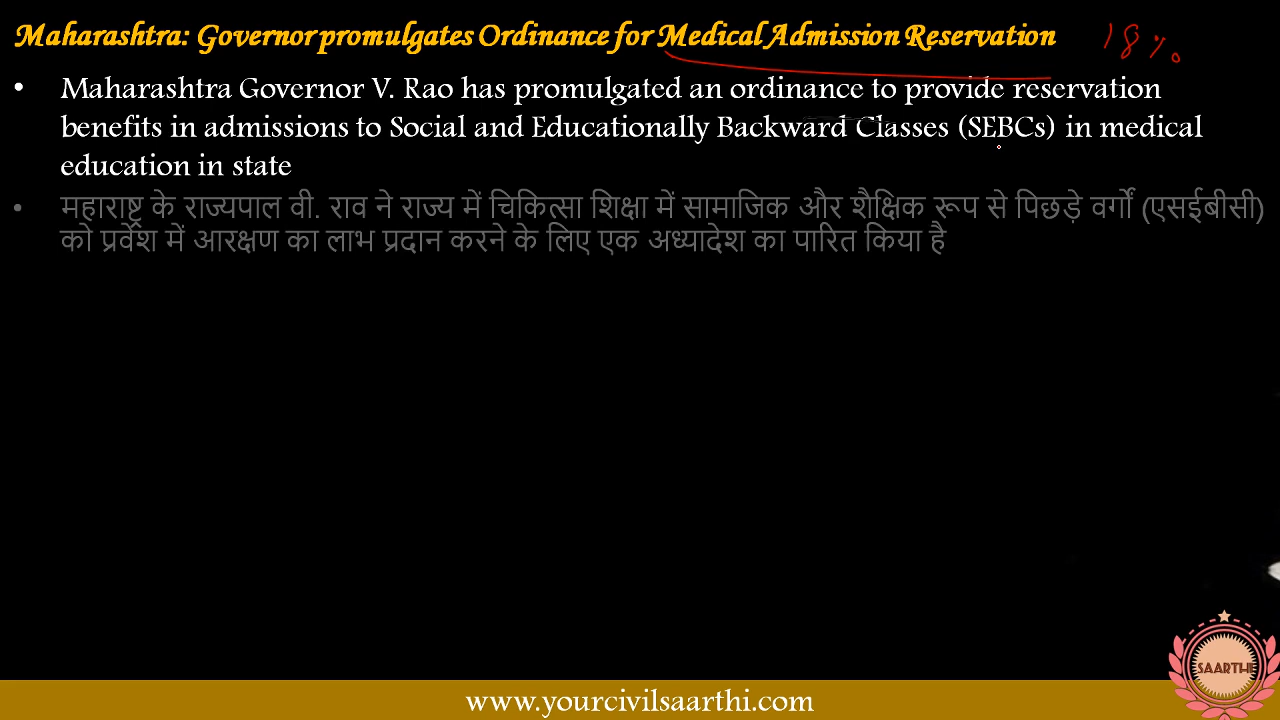 Maharashtra: Governor promulgates Ordinance for Medical Admission Reservation 18%
• Maharashtra Governor V. Rao has promulgated an ordinance to provide reservation
benefits in admissions to Social and Educationally Backward Classes (SEBCs) in medical
education in state
• महाराष्ट्र के राज्यपाल वी. राव ने राज्य में चिकित्सा शिक्षा में सामाजिक और शैक्षिक रूप से पिछड़े वर्गों (एसईबीसी)
को प्रवेश में आरक्षण का लाभ प्रदान करने के लिए एक अध्यादेश का पारित किया है
SAARTHI
www.yourcivilsaarthi.com